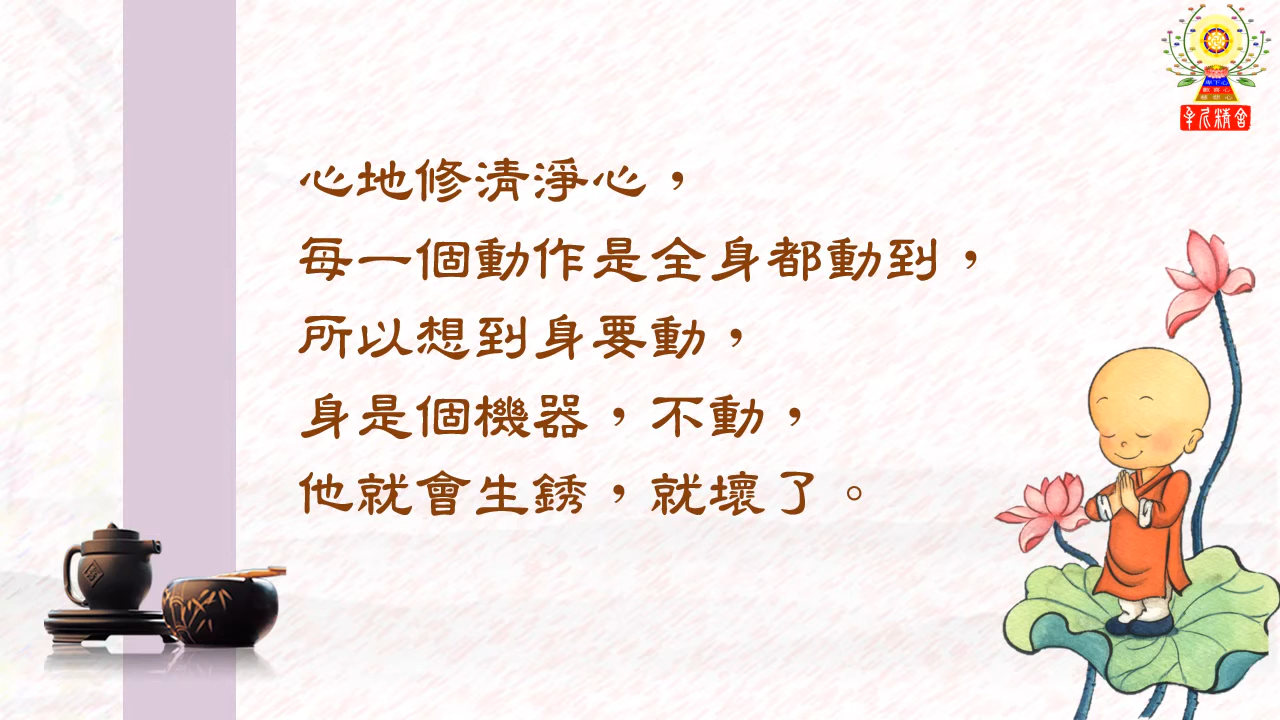 心地修清淨心，
每一個動作是全身都動到，
所以想到身要動，
身是個機器，不動，
他就會生銹，就壞了。